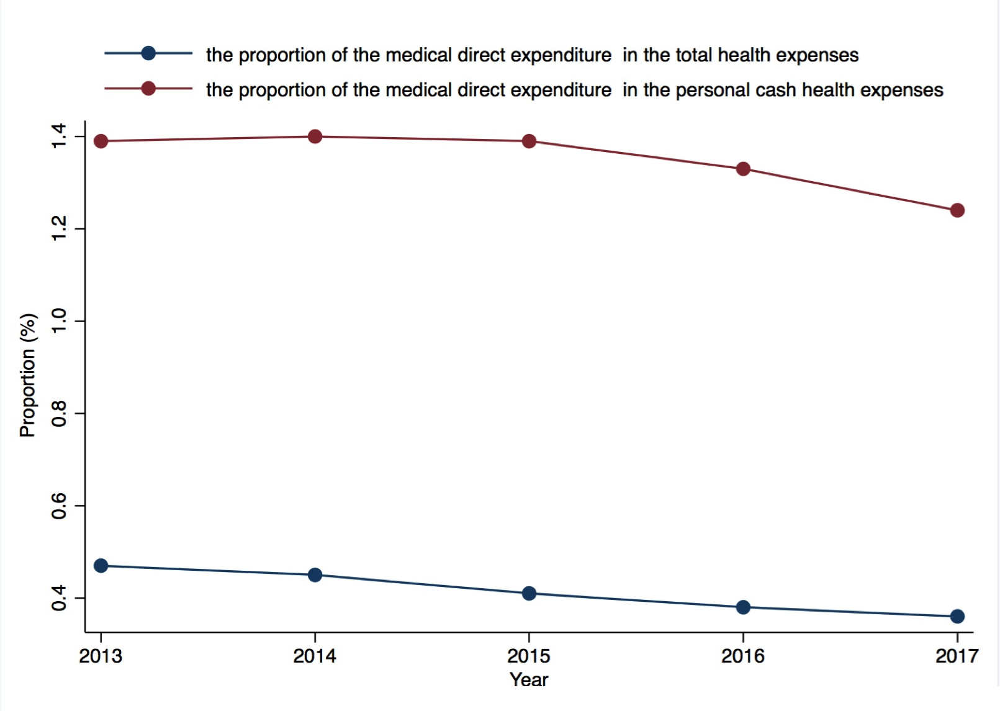 the proportion of the medical direct expenditure  in the total health expenses
the proportion of the medical direct expenditure  in the personal cash health expenses
1.4
1.2
1.0
0.8
0.6
0.4
Proportion (%)
2013 2014 2015 2016 2017
Year